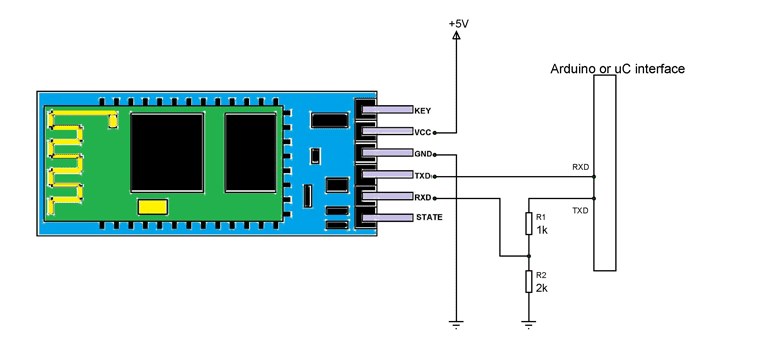 +5V
Arduino or uC interface
KEY
VCC
GND
TXD
RXD
STATE
RXD
TXD
R1
1k
R2
2k